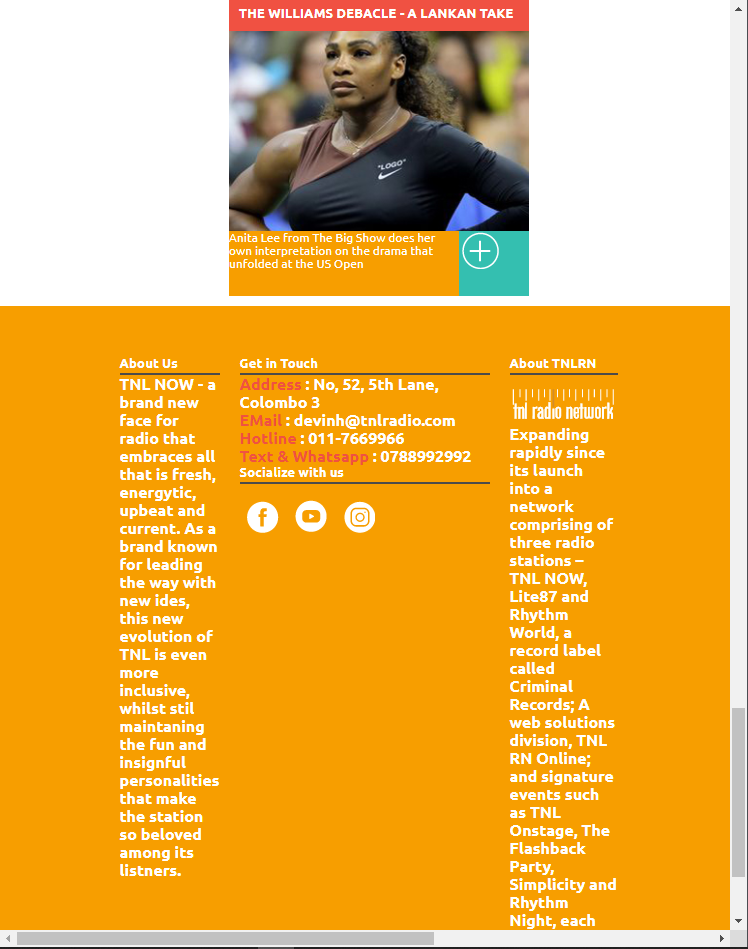 THE WILLIAMS DEBACLE - A LANKAN TAKE
"LOGO"
Anita Lee from The Big Show does her
own interpretation on the drama that
unfolded at the US Open
About Us
TNL NOW - a
brand new
face for
radio that
embraces all
that is fresh,
energytic,
upbeat and
current. As a
brand known
for leading
the way with
new ides,
this new
evolution of
TNL is even
more
inclusive,
whilst stil
maintaning
the fun and
insignful
personalities
that make
the station
so beloved
among its
listners.
Get in Touch
Address : No, 52, 5th Lane,
Colombo 3
EMail : devinh@tnlradio.com
Hotline : 011-7669966
Text & Whatsapp : 0788992992
Socialize with us
About TNLRN
tnl radio network
Expanding
rapidly since
its launch
into a
network
comprising of
three radio
stations –
TNL NOW,
Lite87 and
Rhythm
World, a
record label
called
Criminal
Records; A
web solutions
division, TNL
RN Online;
and signature
events such
as TNL
Onstage, The
Flashback
Party,
Simplicity and
Rhythm
Night, each